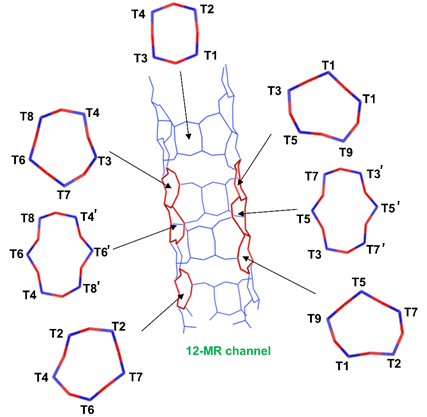 T4 T2
T3 T1
T8 T4
T6 T3
T7
T3 T1
T1
T5 T9
T8 T4′
T6 T6′
T4 T8′
T7 T3′
T5 T5′
T3 T7′
T2 T2
T4 T7
T6
T5
T9 T7
T1 T2
12-MR channel